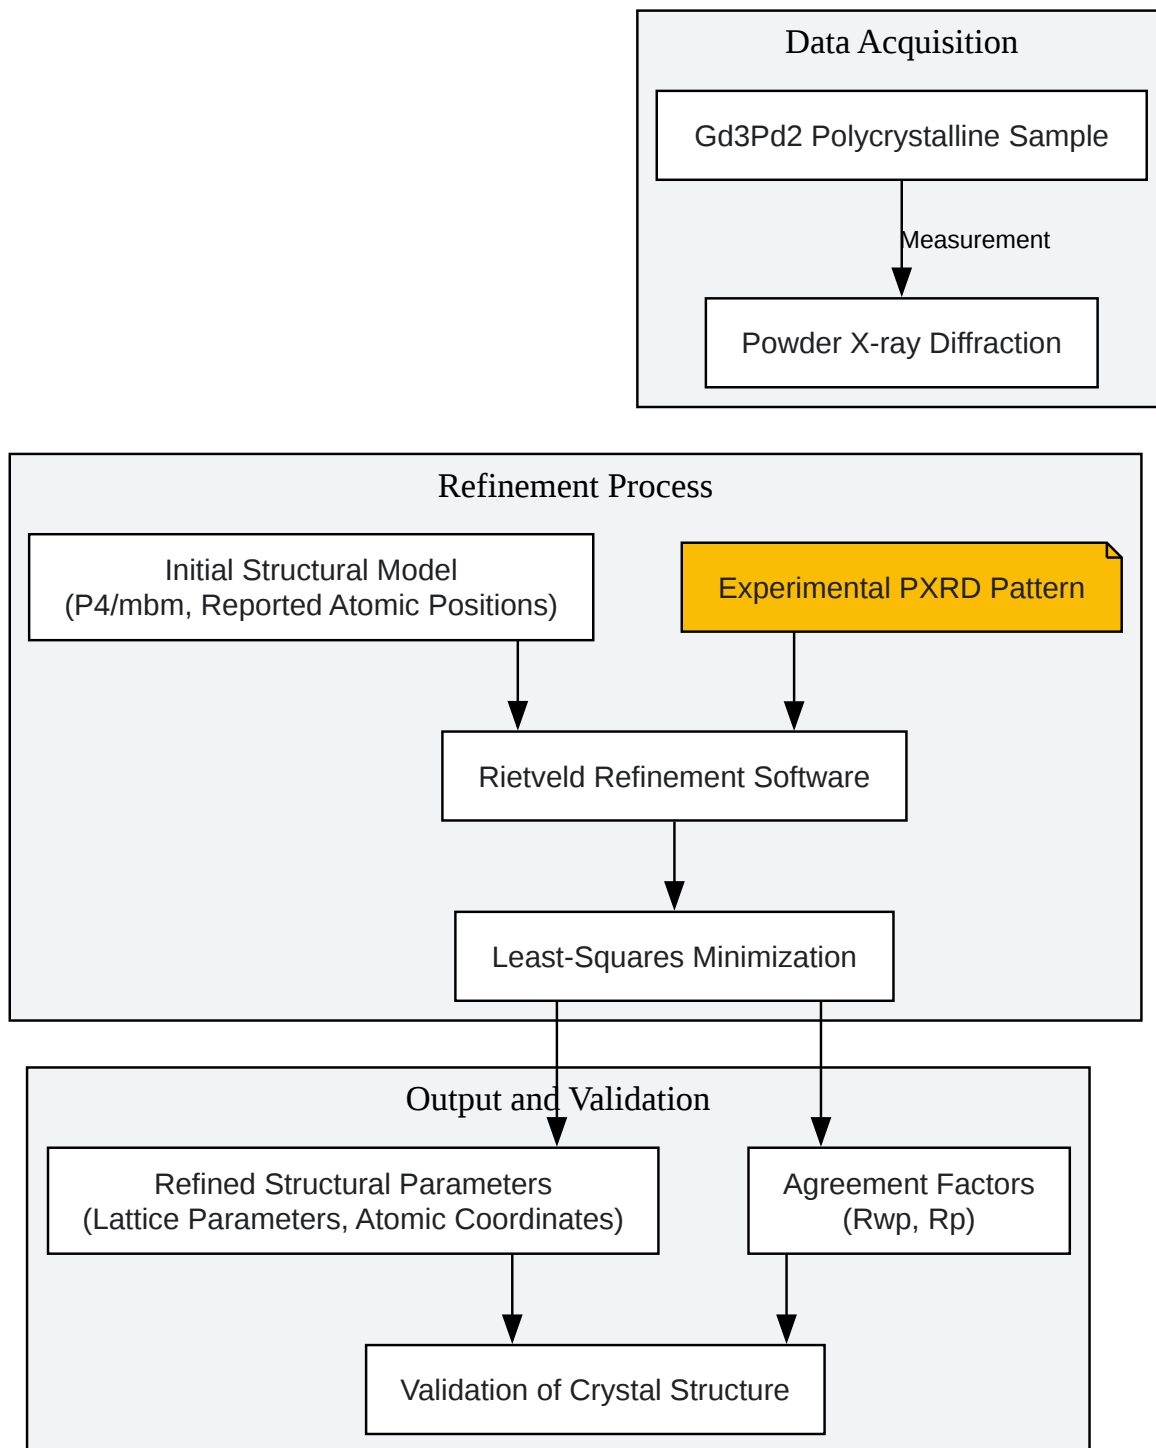 Data Acquisition
Gd3Pd2 Polycrystalline Sample
Measurement
Powder X-ray Diffraction
Refinement Process
Initial Structural Model
(P4/mbm, Reported Atomic Positions)
Experimental PXRD Pattern
Rietveld Refinement Software
Least-Squares Minimization
Output and Validation
Refined Structural Parameters
(Lattice Parameters, Atomic Coordinates)
Agreement Factors
(Rwp, Rp)
Validation of Crystal Structure